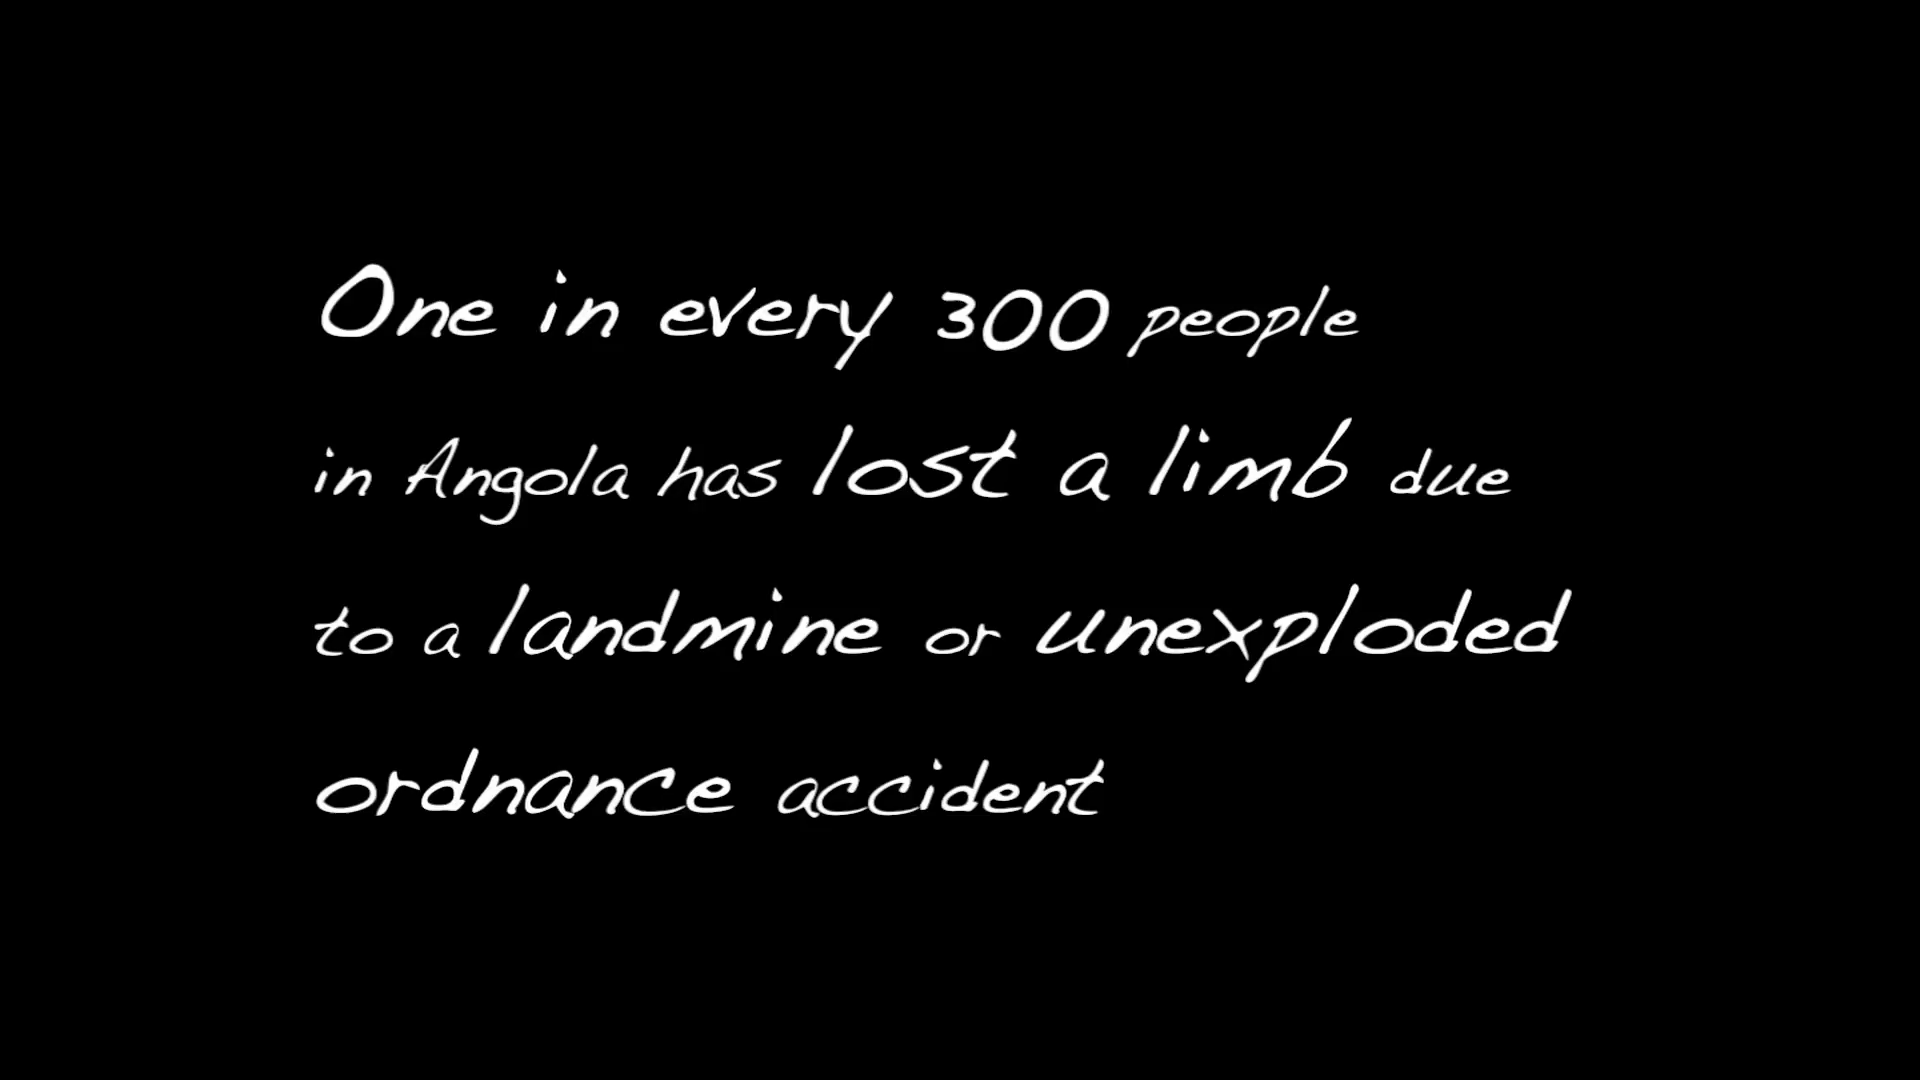 One in every 300 people
in Angola has lost a limb due
to a landmine or unexploded
ordnance accident